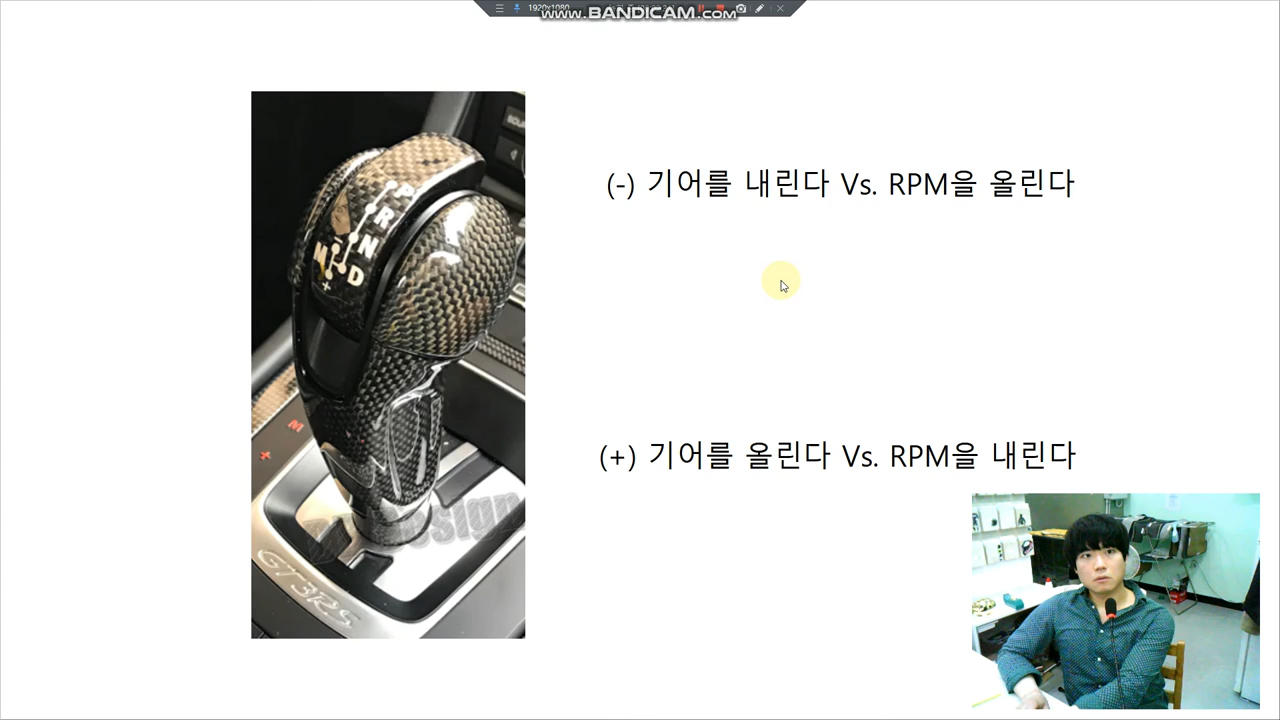 1920x1080
www.BANDICAM.com
(-) 기어를 내린다 Vs. RPM을 올린다
P
R
N
M
D
+
(+) 기어를 올린다 Vs. RPM을 내린다
M
+
GT3RS